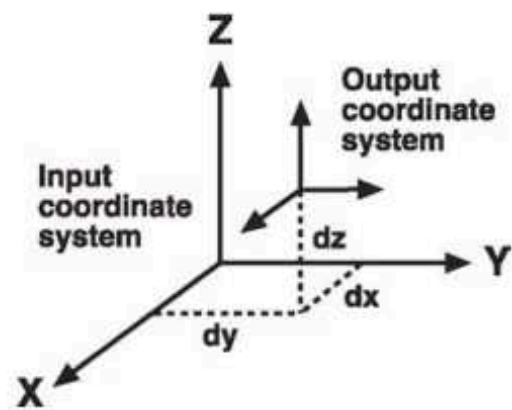 Z
Output
coordinate
system
Input
coordinate
system
dz
Y
dx
dy
X